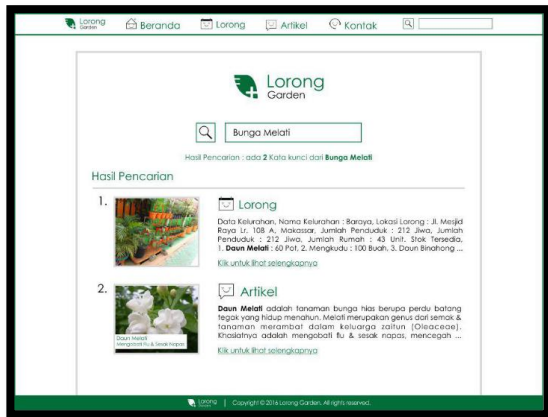 Lorong
Garden
Beranda
Lorong
Artikel
Kontak
Lorong
Garden
Bunga Melati
Hasil Pencarian : ada 2 Kata kunci dari Bunga Melati
Hasil Pencarian
1.
Lorong
Data Kelurahan, Nama Kelurahan : Baraya, Lokasi Lorong : Jl. Mesjid
Raya Lr. 108 A, Makassar, Jumlah Penduduk : 212 Jiwa, Jumlah
Penduduk : 212 Jiwa, Jumlah Rumah : 43 Unit. Stok Tersedia,
1. Daun Melati : 60 Pot, 2. Mengkudu : 100 Buah, 3. Daun Binahong ...
Klik untuk lihat selengkapnya
2.
Daun Melati
Mengobati flu & Sesak Napas
Artikel
Daun Melati adalah tanaman bunga hias berupa perdu batang
tegak yang hidup menahun. Melati merupakan genus dari semak &
tanaman merambat dalam keluarga zaitun (Oleaceae).
Khasiatnya adalah mengobati flu & sesak napas, mencegah ...
Klik untuk lihat selengkapnya
Lorong
Garden
Copyright © 2016 Lorong Garden. All rights reserved.